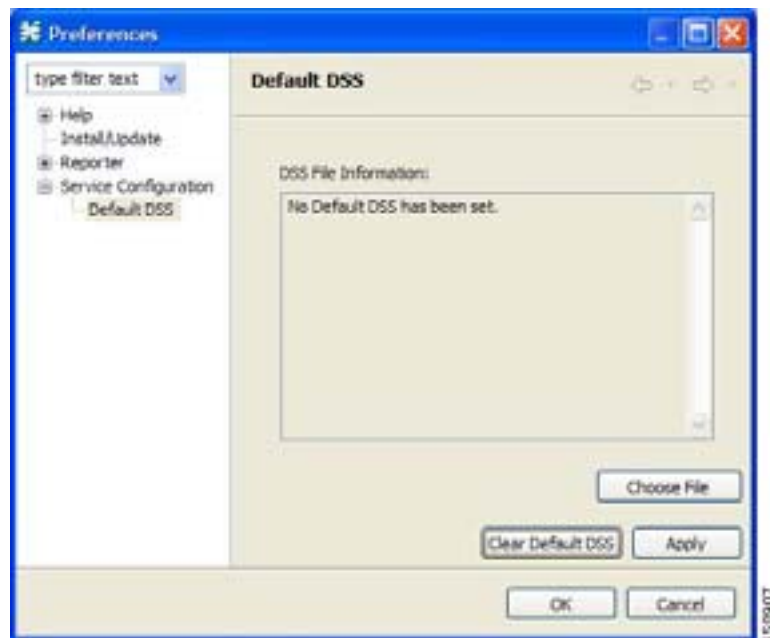 Preferences
type filter text
Help
Install/Update
Reporter
Service Configuration
Default DSS
Default DSS
DSS File Information:
No Default DSS has been set.
Choose File
Clear Default DSS
Apply
OK
Cancel